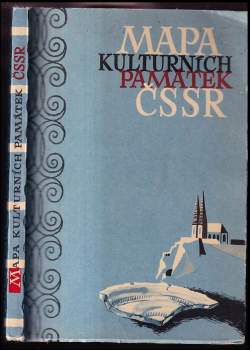 MAPA KULTURNÍCH PAMÁTEK ČSSR
MAPA
KULTURNÍCH
PAMÁTEK
ČSSR